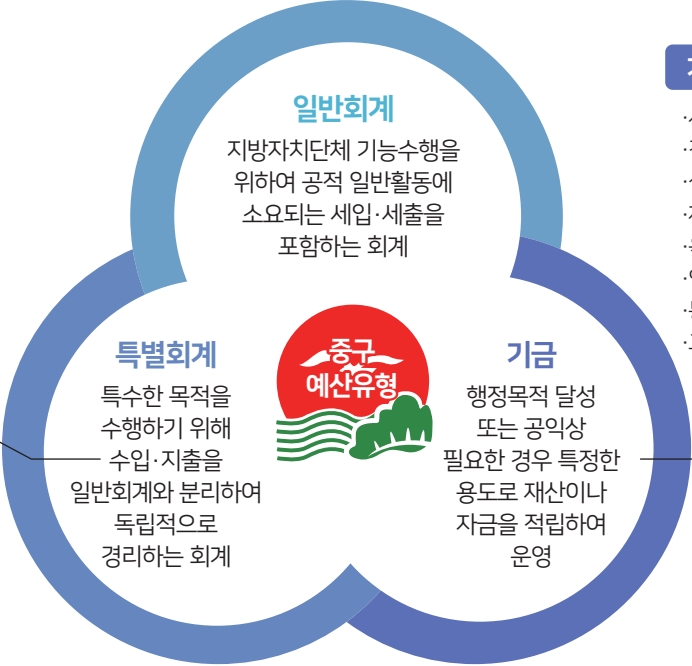 일반회계
지방자치단체 기능수행을
위하여 공적 일반활동에
소요되는 세입·세출을
포함하는 회계
특별회계
특수한 목적을
수행하기 위해
수입·지출을
일반회계와 분리하여
독립적으로
경리하는 회계
중구
예산유형
기금
행정목적 달성
또는 공익상
필요한 경우 특정한
용도로 재산이나
자금을 적립하여
운영